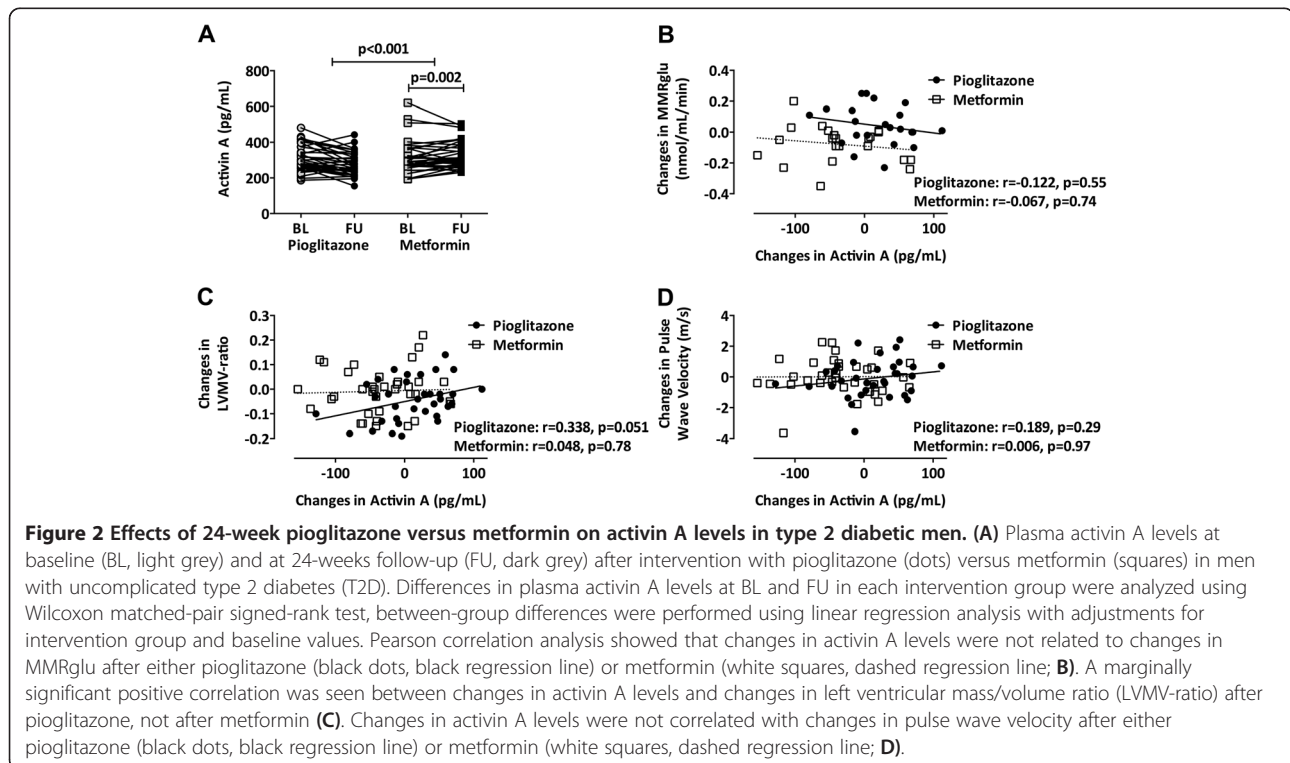 A
p<0.001
p=0.002
Activin A (pg/mL)
800
600
400
200
0
BL FU BL FU
Pioglitazone Metformin
B
Changes in MMRglu
(nmol/mL/min)
0.4
0.2
0.0
-0.2
-0.4
Pioglitazone
Metformin
Pioglitazone: r=-0.122, p=0.55
Metformin: r=-0.067, p=0.74
-100 0 100
Changes in Activin A (pg/mL)
C
Changes in
LVMV-ratio
0.3
0.2
0.1
0.0
-0.1
-0.2
Pioglitazone
Metformin
Pioglitazone: r=0.338, p=0.051
Metformin: r=0.048, p=0.78
-100 0 100
Changes in Activin A (pg/mL)
D
Changes in Pulse
Wave Velocity (m/s)
4
2
0
-2
-4
Pioglitazone
Metformin
Pioglitazone: r=0.189, p=0.29
Metformin: r=0.006, p=0.97
-100 0 100
Changes in Activin A (pg/mL)
Figure 2 Effects of 24-week pioglitazone versus metformin on activin A levels in type 2 diabetic men. (A) Plasma activin A levels at
baseline (BL, light grey) and at 24-weeks follow-up (FU, dark grey) after intervention with pioglitazone (dots) versus metformin (squares) in men
with uncomplicated type 2 diabetes (T2D). Differences in plasma activin A levels at BL and FU in each intervention group were analyzed using
Wilcoxon matched-pair signed-rank test, between-group differences were performed using linear regression analysis with adjustments for
intervention group and baseline values. Pearson correlation analysis showed that changes in activin A levels were not related to changes in
MMRglu after either pioglitazone (black dots, black regression line) or metformin (white squares, dashed regression line; B). A marginally
significant positive correlation was seen between changes in activin A levels and changes in left ventricular mass/volume ratio (LVMV-ratio) after
pioglitazone, not after metformin (C). Changes in activin A levels were not correlated with changes in pulse wave velocity after either
pioglitazone (black dots, black regression line) or metformin (white squares, dashed regression line; D).